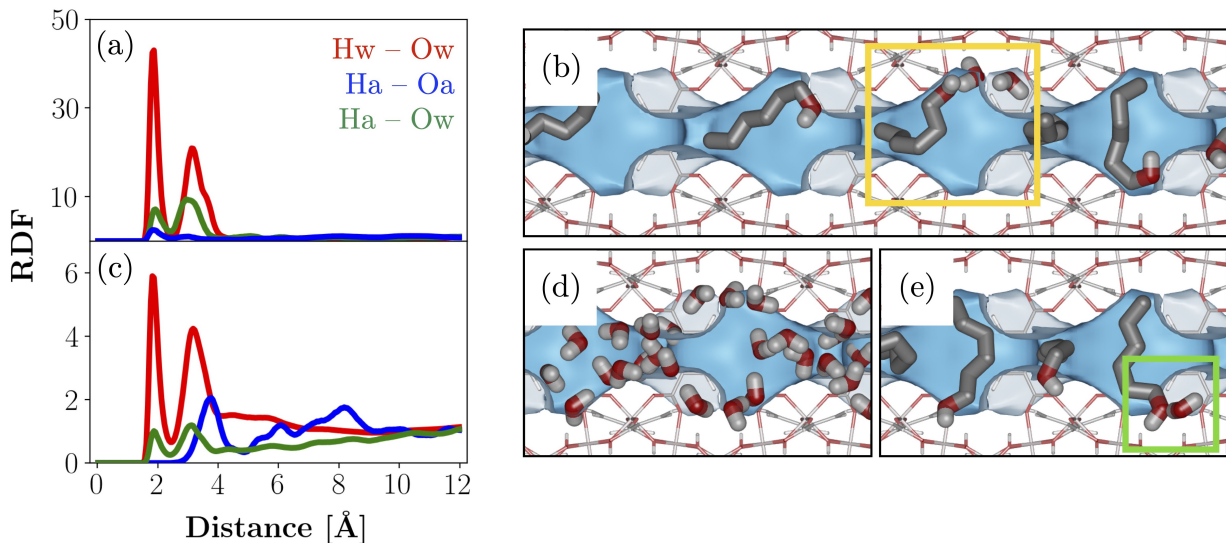 (a)
50
30
10
Hw – Ow
Ha – Oa
Ha – Ow
RDF
(c)
6
4
2
0
0 2 4 6 8 10 12
Distance [Å]
(b)
(d)
(e)